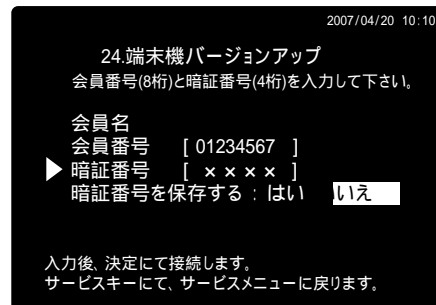 2007/04/20 10:10
24.端末機バージョンアップ
会員番号(8桁)と暗証番号(4桁)を入力して下さい。
会員名
会員番号 [ 01234567 ]
▶暗証番号 [ ×××× ]
暗証番号を保存する : はい いいえ
入力後、決定にて接続します。
サービスキーにて、サービスメニューに戻ります。